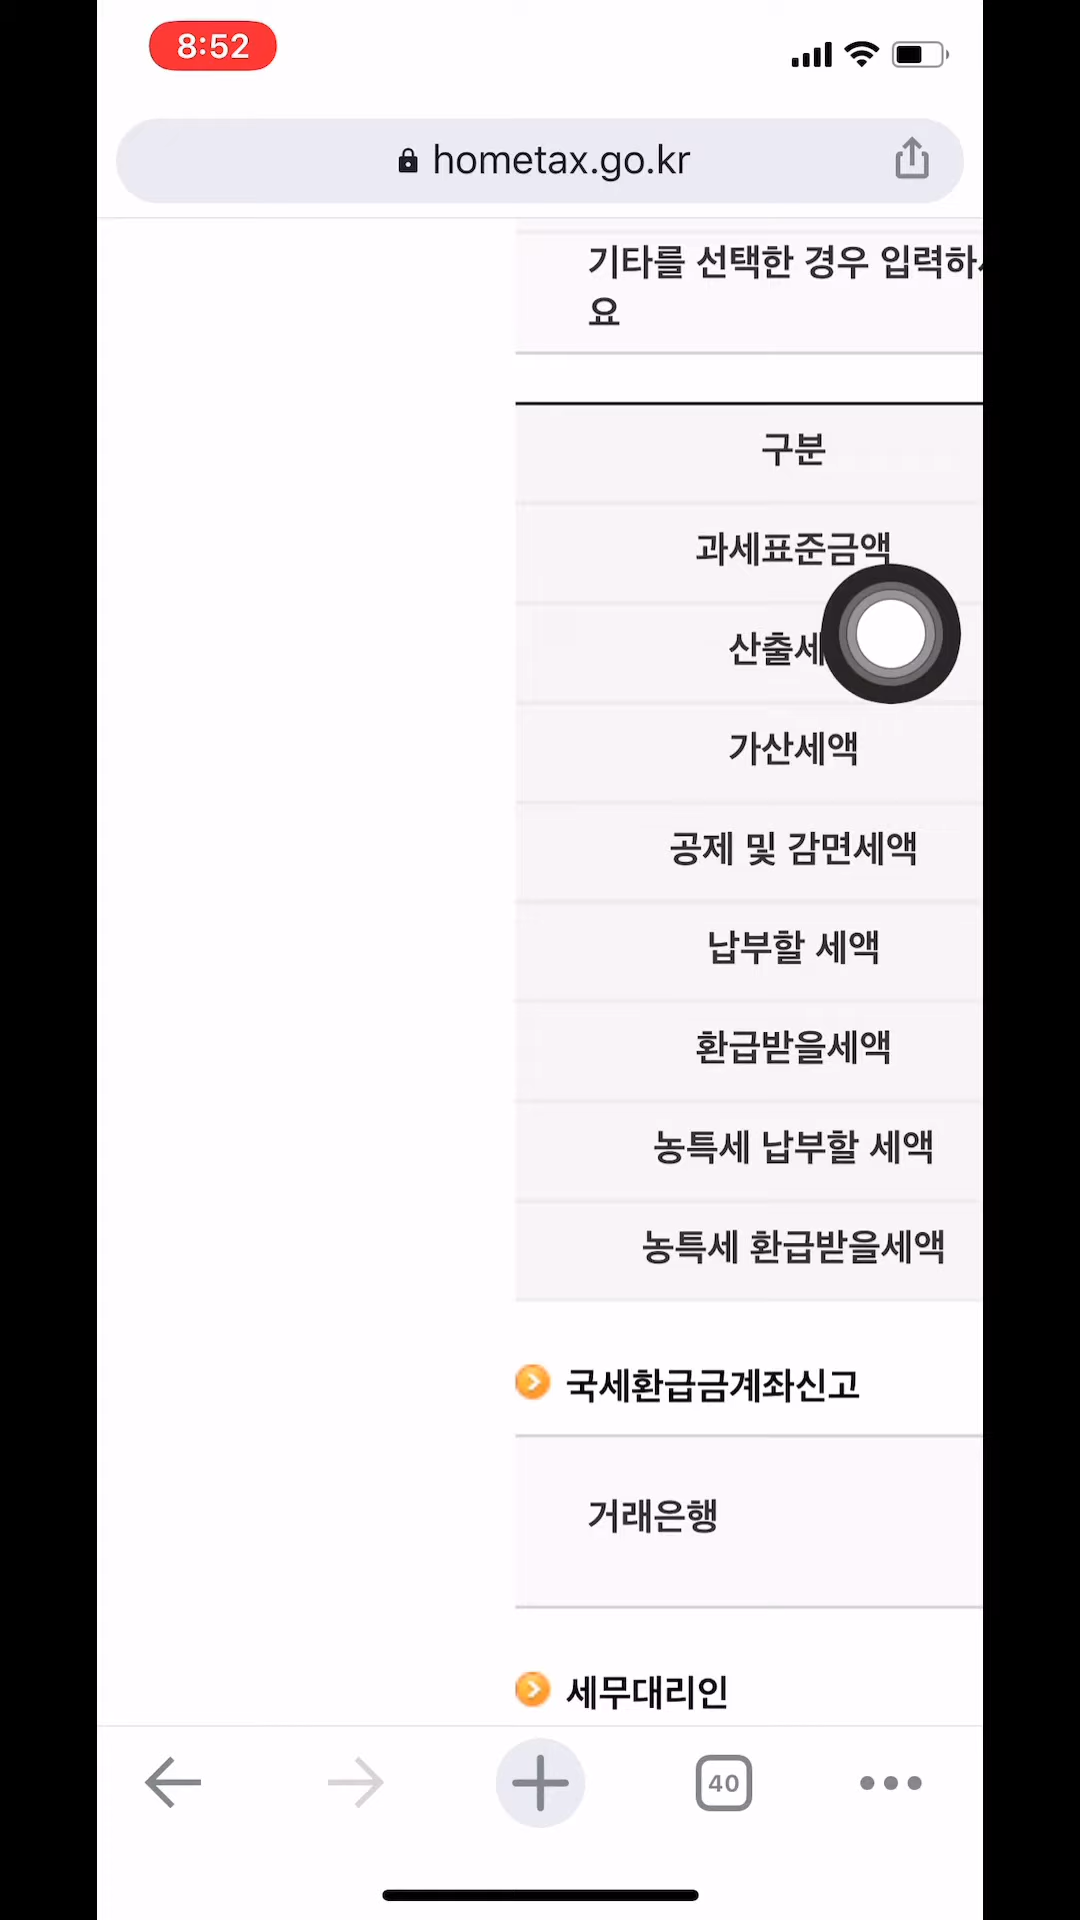 8:52
hometax.go.kr
기타를 선택한 경우 입력하
요
구분
과세표준금액
산출세
가산세액
공제 및 감면세액
납부할 세액
환급받을세액
농특세 납부할 세액
농특세 환급받을세액
국세환급금계좌신고
거래은행
세무대리인
40